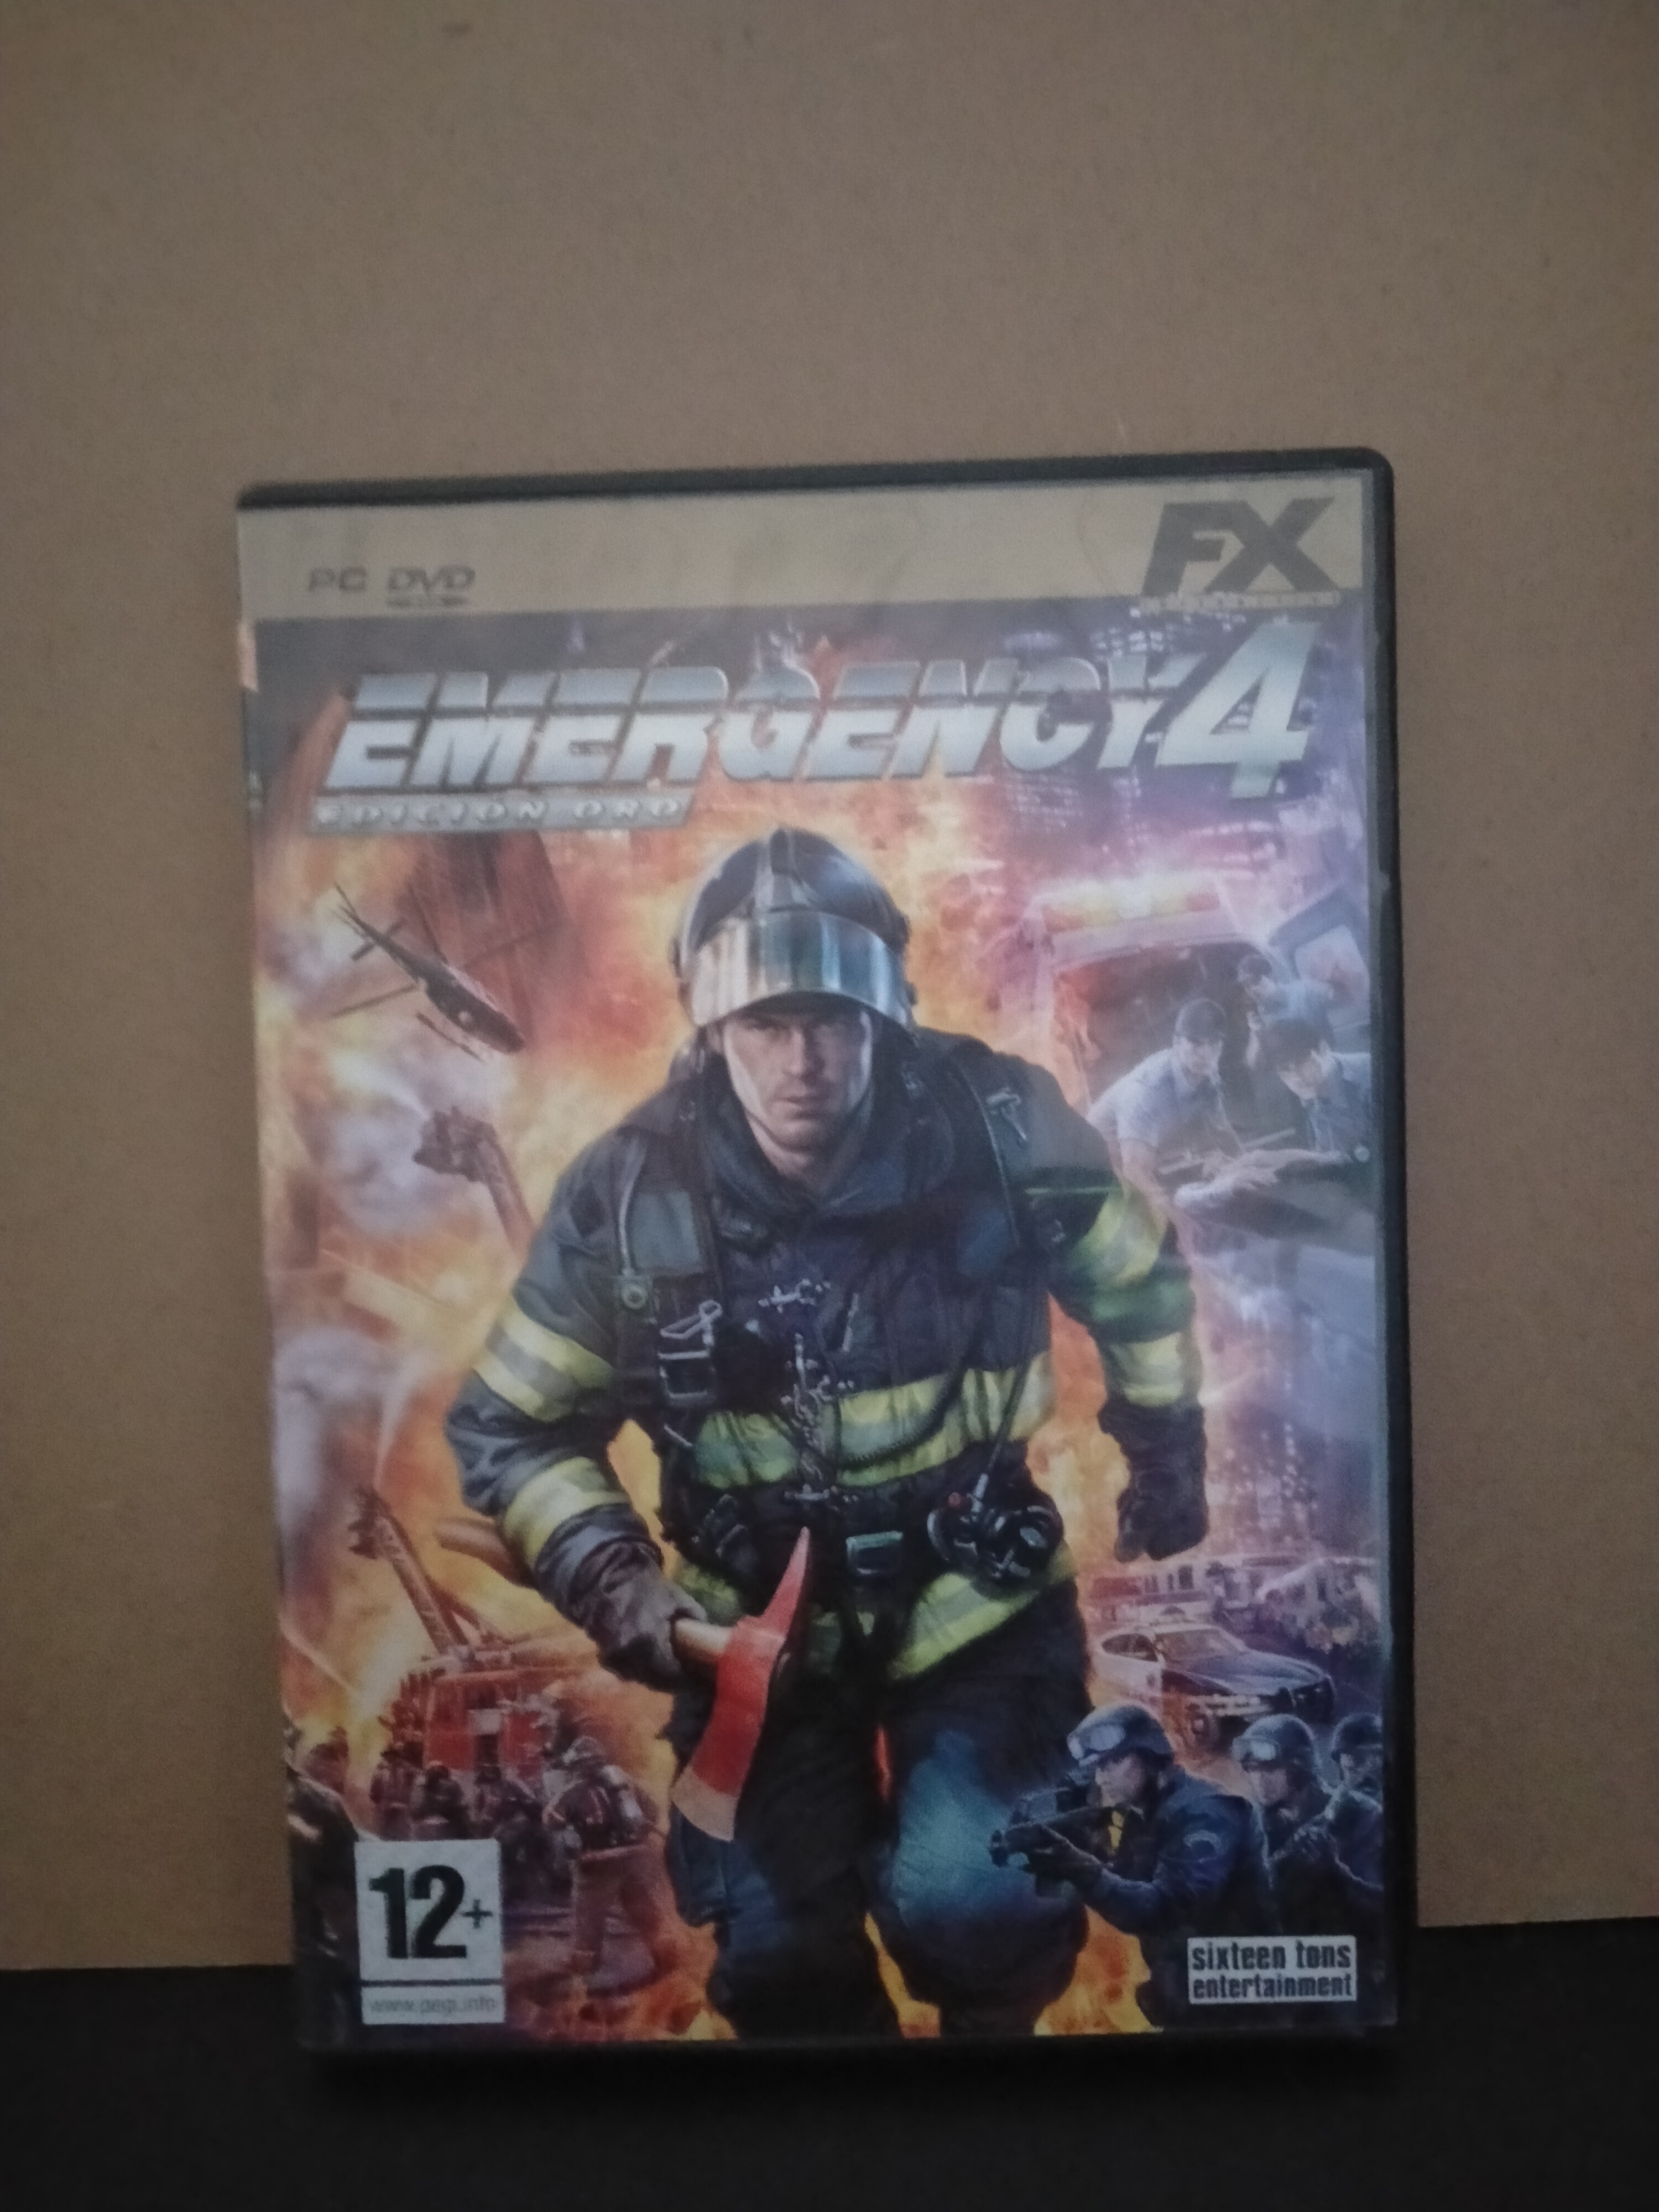 PC DVD
FX
EMERGENCY 4
EDICIÓN ORO
12+
www.pegi.info
sixteen tons
entertainment